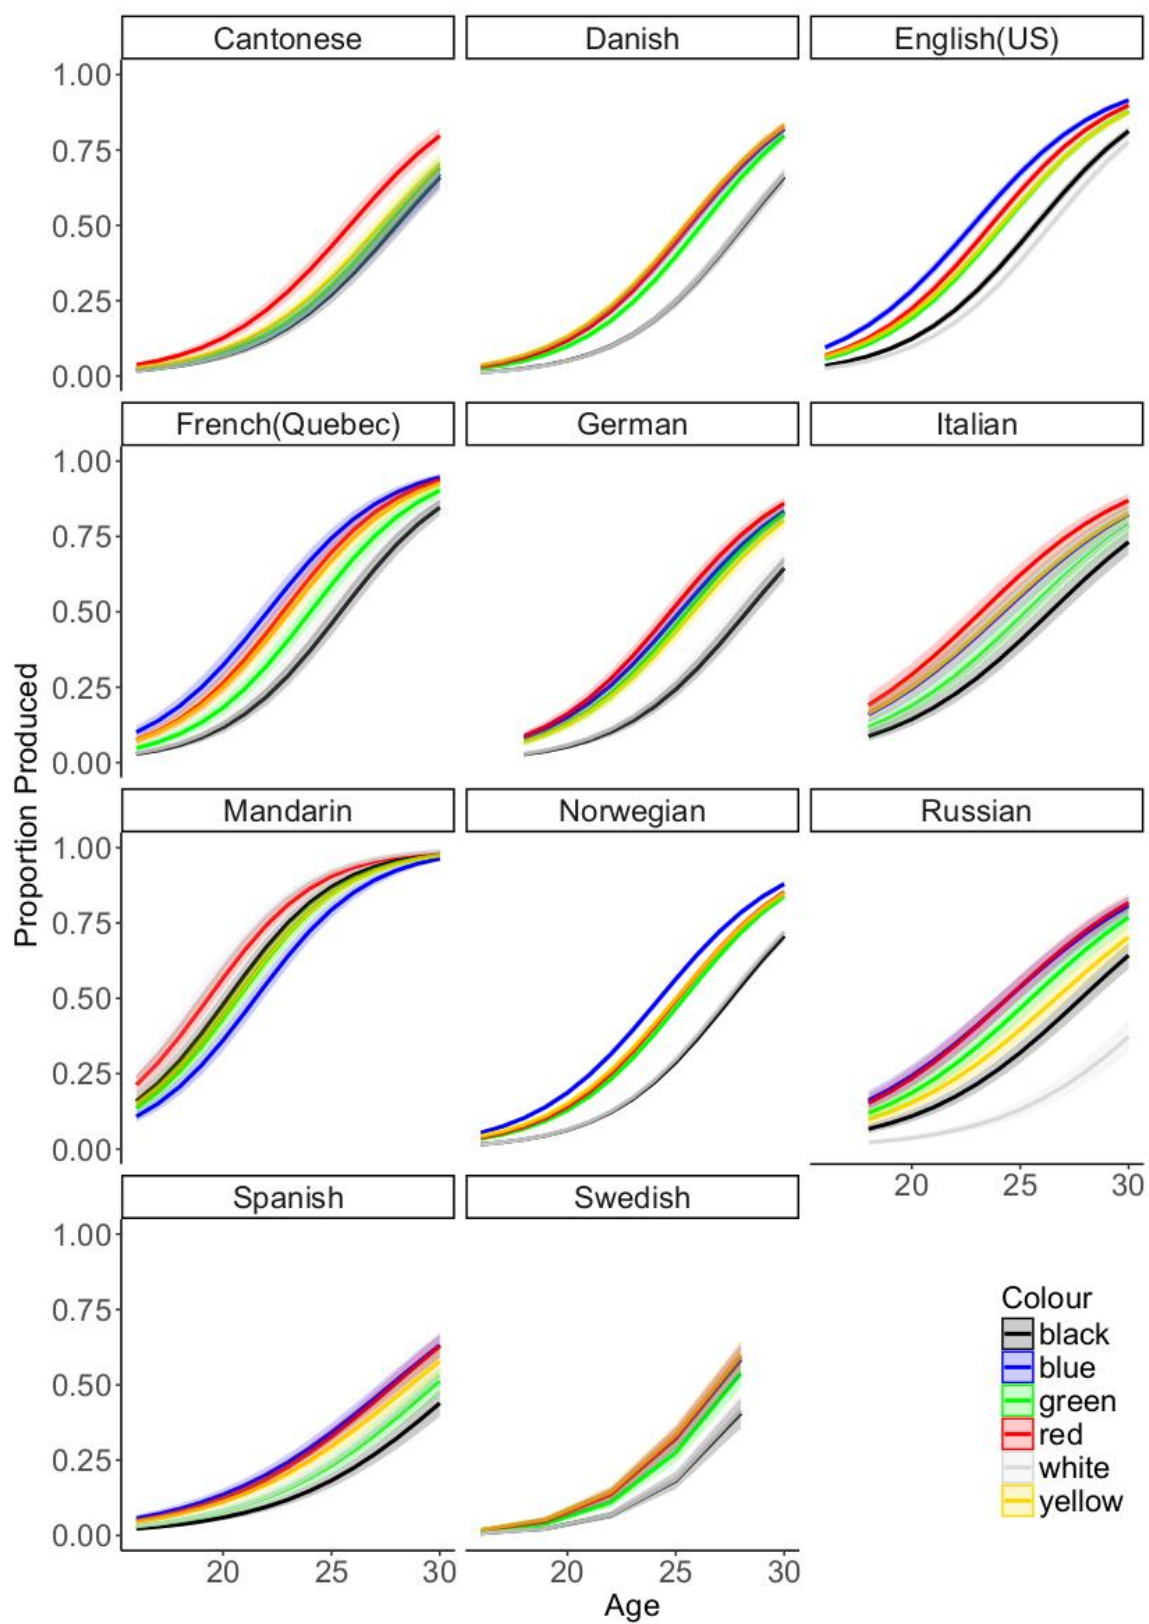 Cantonese Danish English(US)
1.00
0.75
0.50
0.25
0.00
French(Quebec) German Italian
1.00
0.75
0.50
0.25
0.00
Proportion Produced
Mandarin Norwegian Russian
1.00
0.75
0.50
0.25
0.00
20 25 30
Spanish Swedish
1.00
0.75
0.50
0.25
0.00
20 25 30 20 25 30
Age
Colour
black
blue
green
red
white
yellow